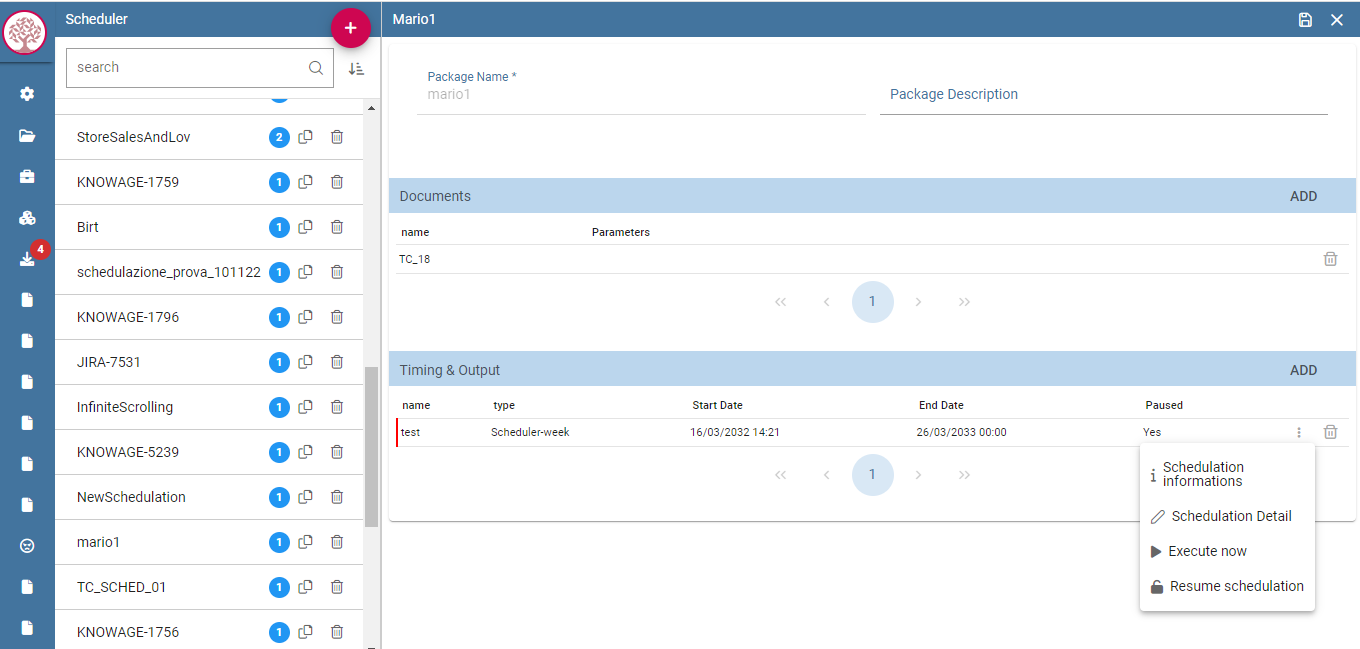 Scheduler
Mario1
search
4
StoreSalesAndLov 2
KNOWAGE-1759 1
Birt 1
schedulazione_prova_101122 1
KNOWAGE-1796 1
JIRA-7531 1
InfiniteScrolling 1
KNOWAGE-5239 1
NewSchedulation 1
mario1 1
TC_SCHED_01 1
KNOWAGE-1756 1
Package Name *
mario1
Package Description
Documents ADD
name Parameters
TC_18
1
Timing & Output ADD
name type Start Date End Date Paused
test Scheduler-week 16/03/2032 14:21 26/03/2033 00:00 Yes
1
Schedulation
informations
Schedulation Detail
Execute now
Resume schedulation